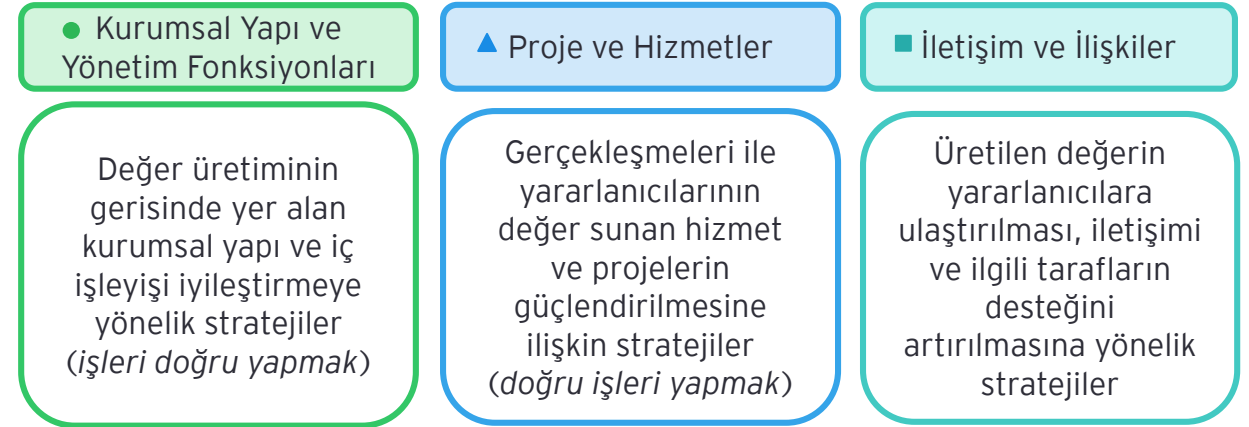 Kurumsal Yapı ve
Yönetim Fonksiyonları
Değer üretiminin
gerisinde yer alan
kurumsal yapı ve iç
işleyişi iyileştirmeye
yönelik stratejiler
(işleri doğru yapmak)
Proje ve Hizmetler
Gerçekleşmeleri ile
yararlanıcılarının
değer sunan hizmet
ve projelerin
güçlendirilmesine
ilişkin stratejiler
(doğru işleri yapmak)
İletişim ve İlişkiler
Üretilen değerin
yararlanıcılara
ulaştırılması, iletişimi
ve ilgili tarafların
desteğini
artırılmasına yönelik
stratejiler